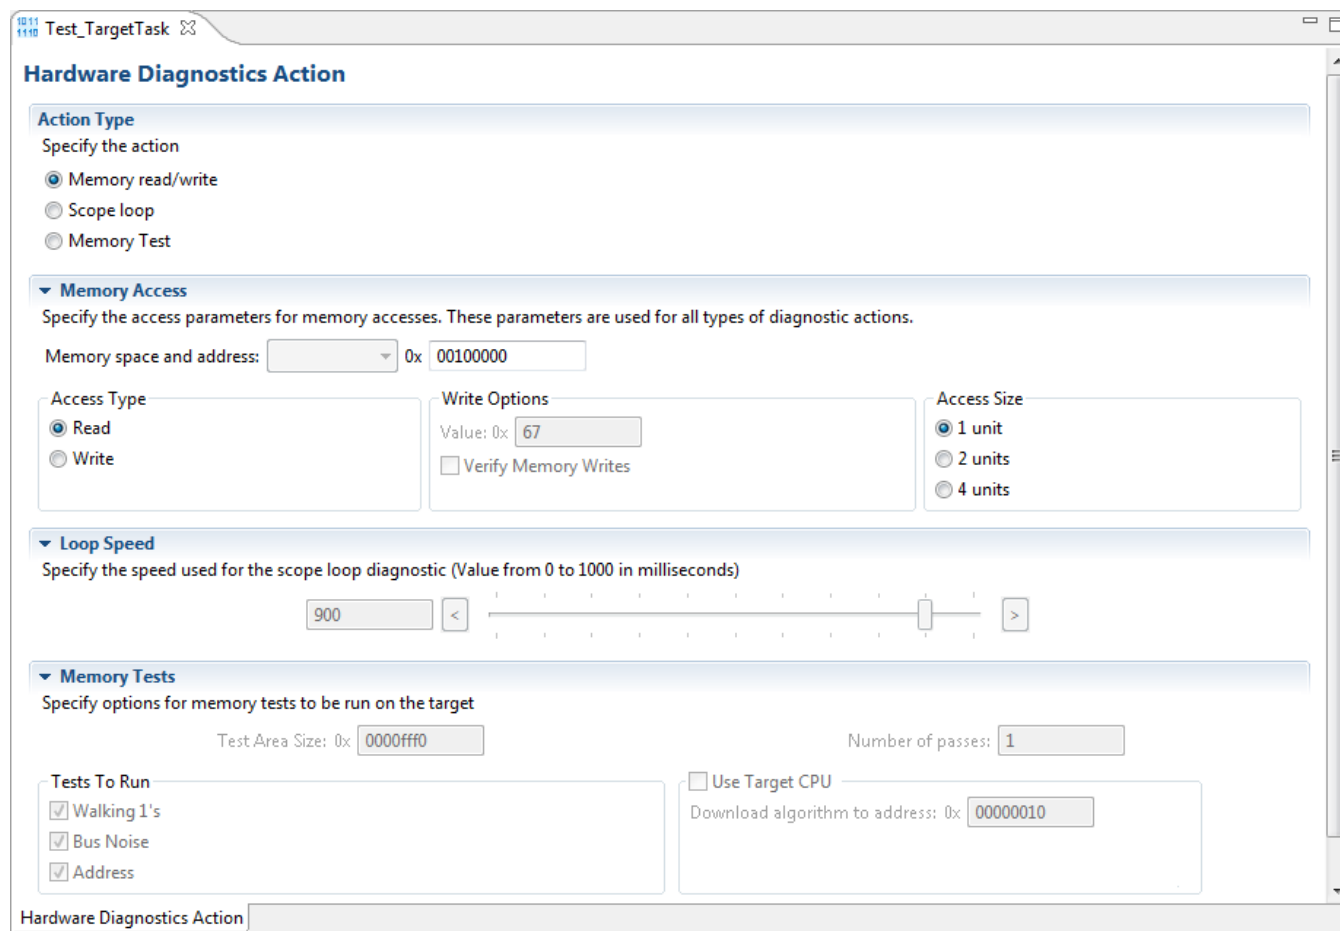 1011
1110 Test_TargetTask
Hardware Diagnostics Action
Action Type
Specify the action
Memory read/write
Scope loop
Memory Test
Memory Access
Specify the access parameters for memory accesses. These parameters are used for all types of diagnostic actions.
Memory space and address: 0x 00100000
Access Type Write Options Access Size
Read Value: 0x 67 1 unit
Write Verify Memory Writes 2 units
4 units
Loop Speed
Specify the speed used for the scope loop diagnostic (Value from 0 to 1000 in milliseconds)
900 < >
Memory Tests
Specify options for memory tests to be run on the target
Test Area Size: 0x 0000fff0 Number of passes: 1
Tests To Run Use Target CPU
Walking 1's Download algorithm to address: 0x 00000010
Bus Noise
Address
Hardware Diagnostics Action